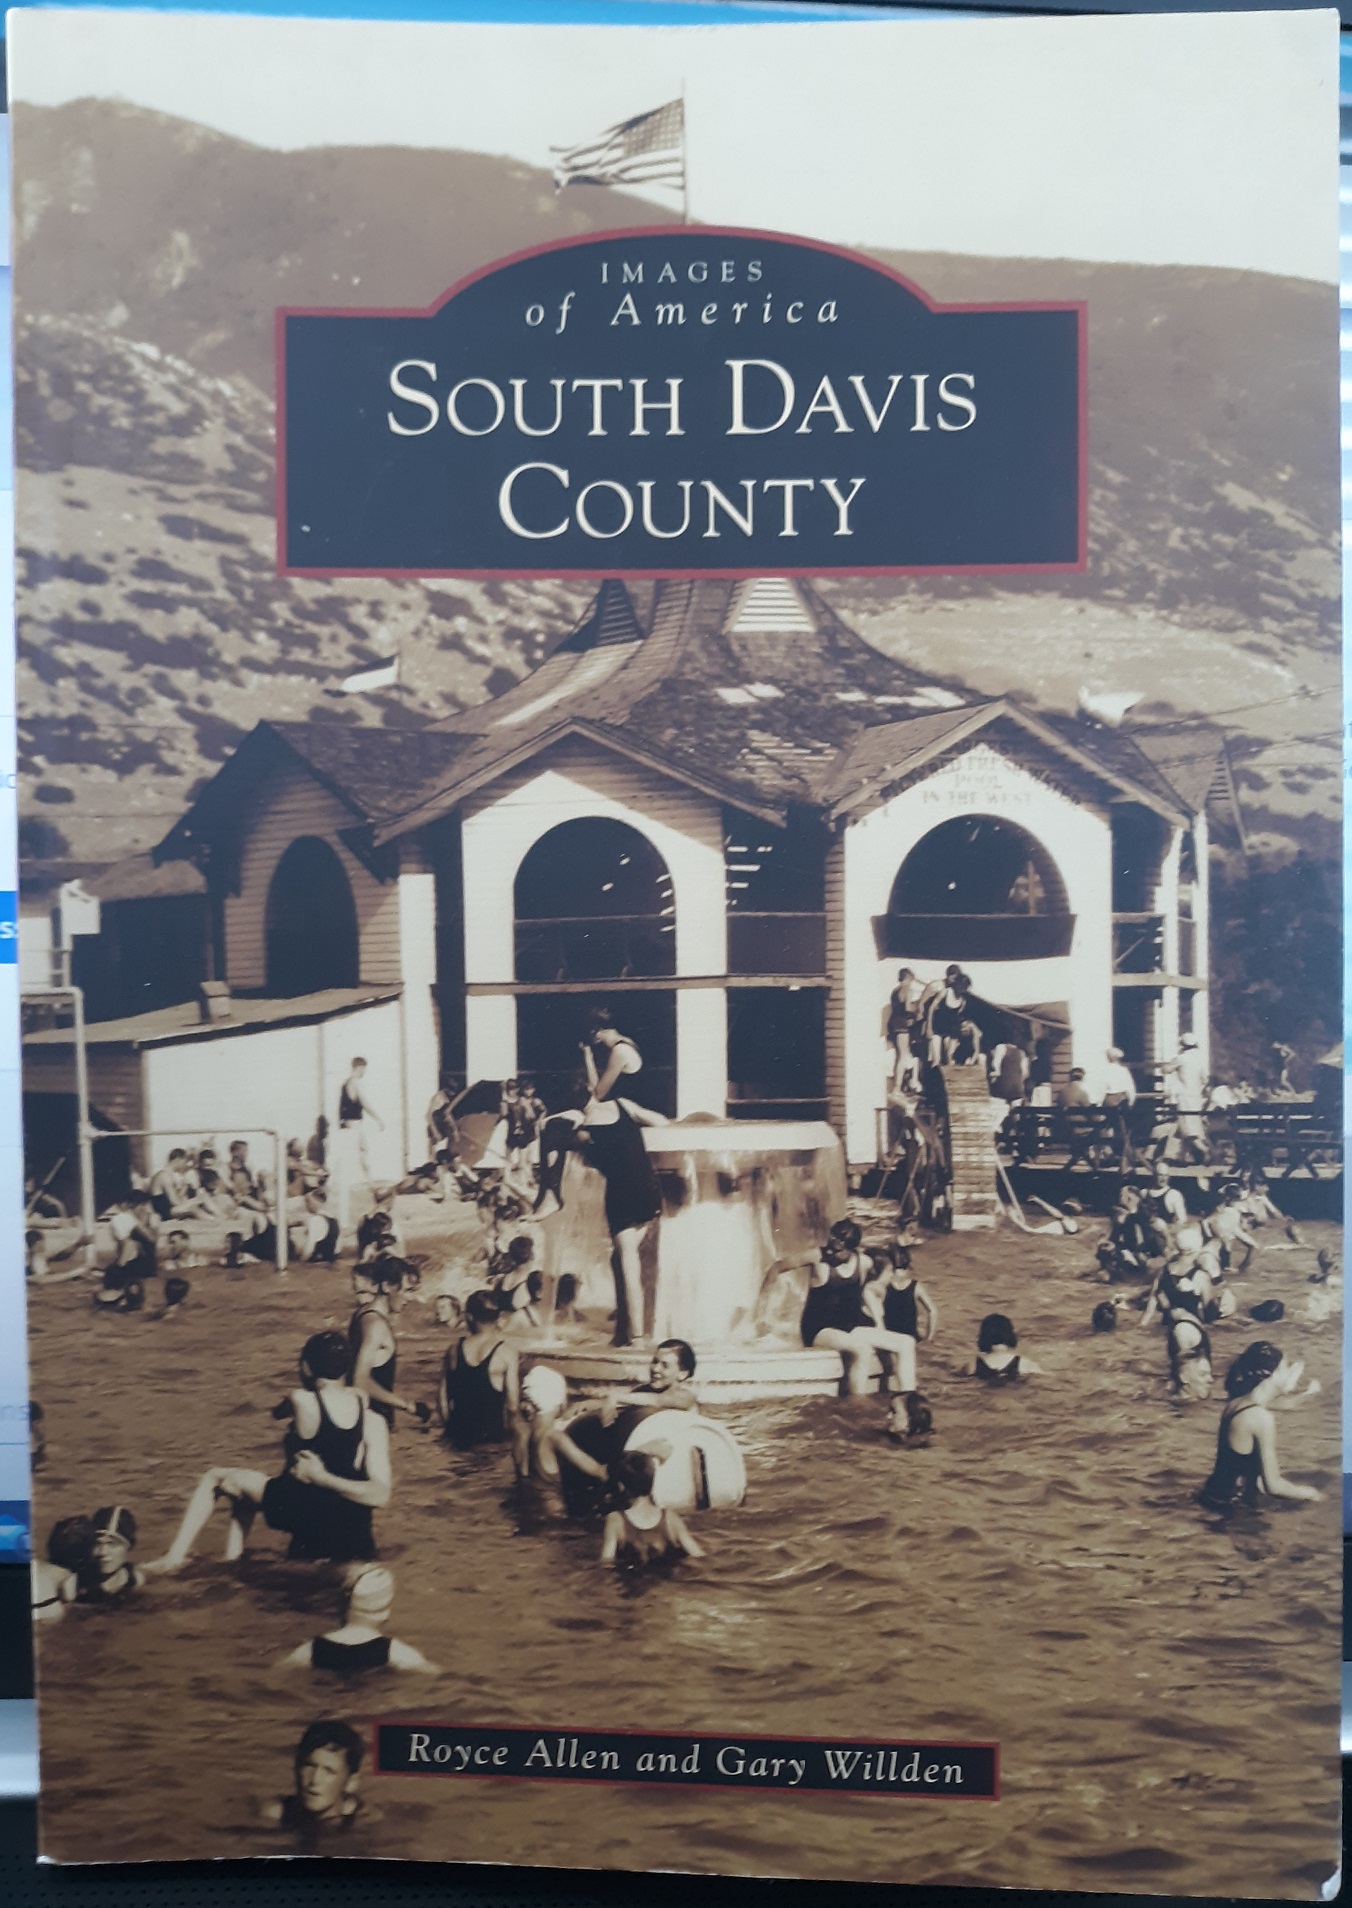 IMAGES
of America
SOUTH DAVIS
COUNTY
POOL
IN THE WEST
Royce Allen and Gary Willden